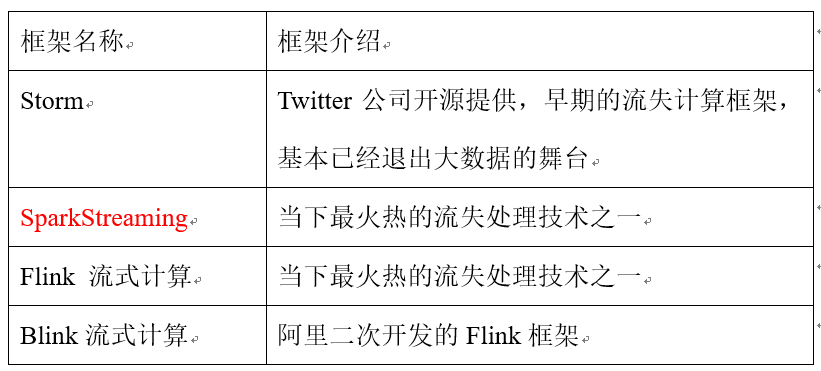 框架名称
框架介绍
Storm
Twitter 公司开源提供，早期的流失计算框架，
基本已经退出大数据的舞台
SparkStreaming
当下最火热的流失处理技术之一
Flink 流式计算
当下最火热的流失处理技术之一
Blink 流式计算
阿里二次开发的 Flink 框架